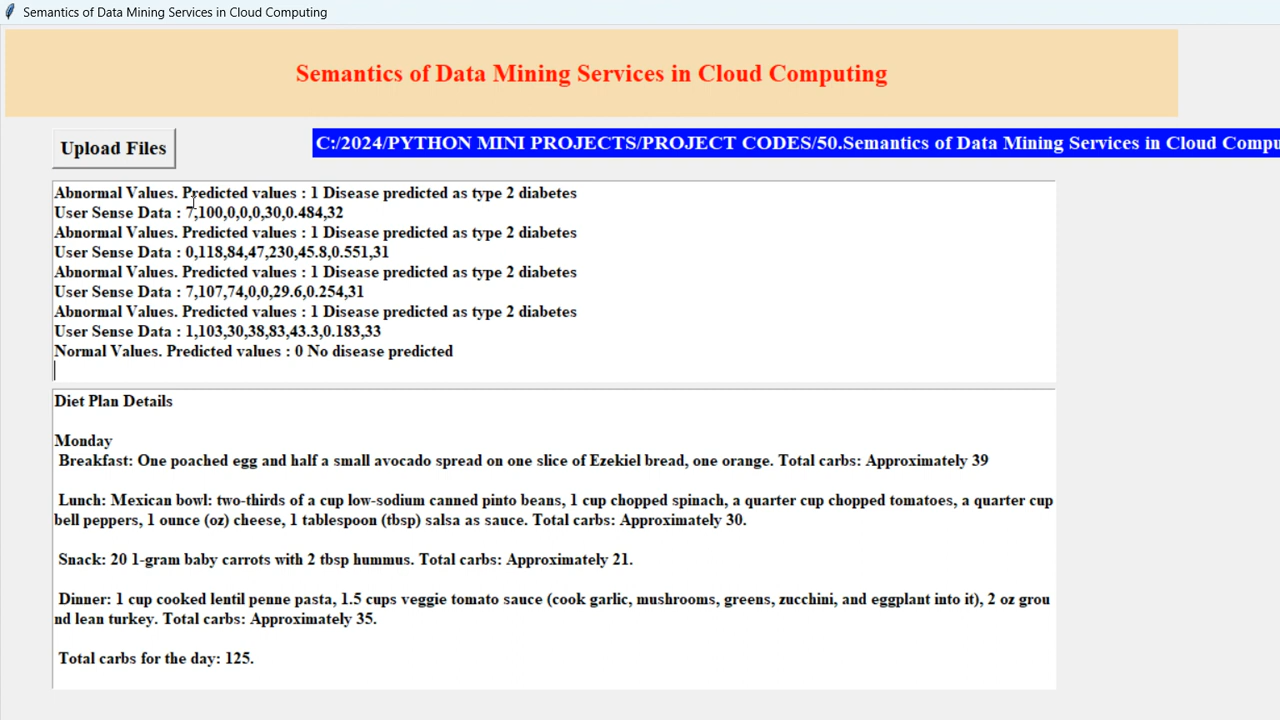 Semantics of Data Mining Services in Cloud Computing
Semantics of Data Mining Services in Cloud Computing
Upload Files
C:/2024/PYTHON MINI PROJECTS/PROJECT CODES/50.Semantics of Data Mining Services in Cloud Compu
Abnormal Values. Predicted values : 1 Disease predicted as type 2 diabetes
User Sense Data : 7,100,0,0,0,30,0.484,32
Abnormal Values. Predicted values : 1 Disease predicted as type 2 diabetes
User Sense Data : 0,118,84,47,230,45.8,0.551,31
Abnormal Values. Predicted values : 1 Disease predicted as type 2 diabetes
User Sense Data : 7,107,74,0,0,29.6,0.254,31
Abnormal Values. Predicted values : 1 Disease predicted as type 2 diabetes
User Sense Data : 1,103,30,38,83,43.3,0.183,33
Normal Values. Predicted values : 0 No disease predicted
Diet Plan Details
Monday
Breakfast: One poached egg and half a small avocado spread on one slice of Ezekiel bread, one orange. Total carbs: Approximately 39
Lunch: Mexican bowl: two-thirds of a cup low-sodium canned pinto beans, 1 cup chopped spinach, a quarter cup chopped tomatoes, a quarter cup
bell peppers, 1 ounce (oz) cheese, 1 tablespoon (tbsp) salsa as sauce. Total carbs: Approximately 30.
Snack: 20 1-gram baby carrots with 2 tbsp hummus. Total carbs: Approximately 21.
Dinner: 1 cup cooked lentil penne pasta, 1.5 cups veggie tomato sauce (cook garlic, mushrooms, greens, zucchini, and eggplant into it), 2 oz grou
nd lean turkey. Total carbs: Approximately 35.
Total carbs for the day: 125.